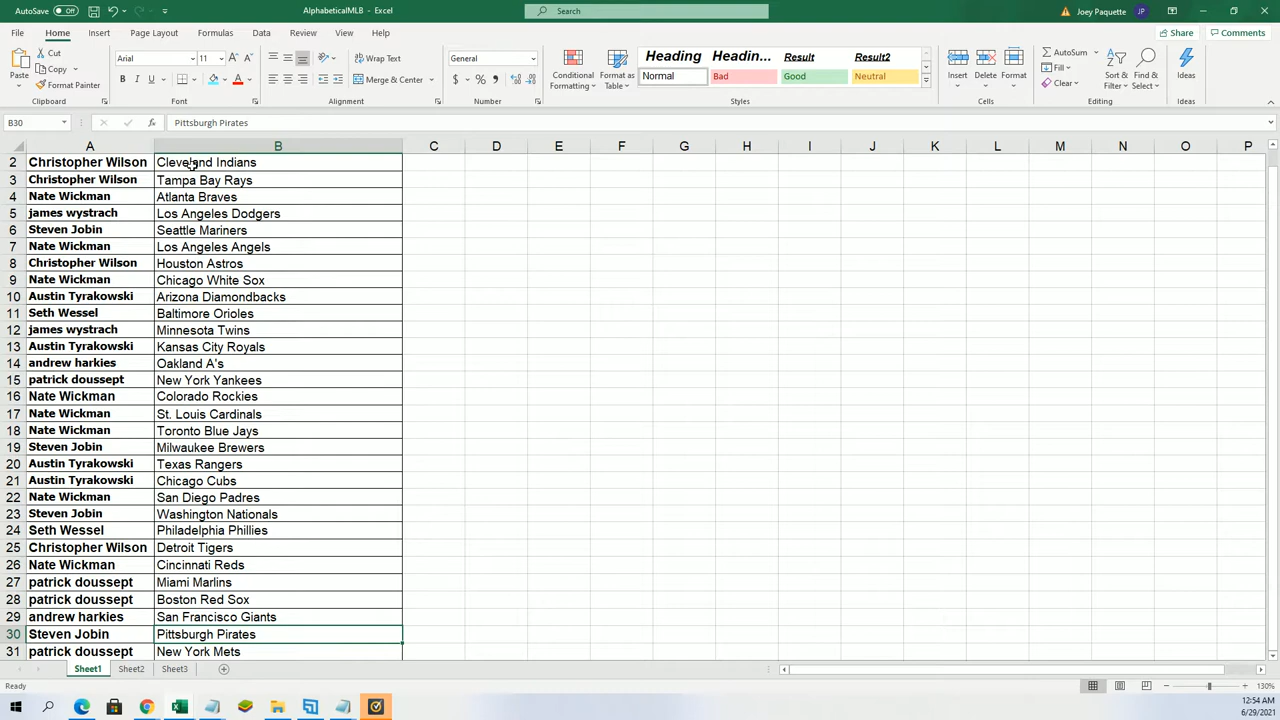 AutoSave Off AlphabeticalMLB - Excel Search Joey Paquette JP
File Home Insert Page Layout Formulas Data Review View Help Share Comments
Paste Cut Copy Format Painter Clipboard
Arial 11 A A B I U A Font
Wrap Text Merge & Center Alignment
General $ % , Number
Conditional Formatting Format as Table
Heading Headin... Result Result2
Normal Bad Good Neutral Styles
Insert Delete Format Cells
AutoSum Fill Clear Sort & Filter Find & Select Editing
Ideas Ideas
B30 fx Pittsburgh Pirates
A B C D E F G H I J K L M N O P
2 Christopher Wilson Cleveland Indians
3 Christopher Wilson Tampa Bay Rays
4 Nate Wickman Atlanta Braves
5 james wystrach Los Angeles Dodgers
6 Steven Jobin Seattle Mariners
7 Nate Wickman Los Angeles Angels
8 Christopher Wilson Houston Astros
9 Nate Wickman Chicago White Sox
10 Austin Tyrakowski Arizona Diamondbacks
11 Seth Wessel Baltimore Orioles
12 james wystrach Minnesota Twins
13 Austin Tyrakowski Kansas City Royals
14 andrew harkies Oakland A's
15 patrick doussept New York Yankees
16 Nate Wickman Colorado Rockies
17 Nate Wickman St. Louis Cardinals
18 Nate Wickman Toronto Blue Jays
19 Steven Jobin Milwaukee Brewers
20 Austin Tyrakowski Texas Rangers
21 Austin Tyrakowski Chicago Cubs
22 Nate Wickman San Diego Padres
23 Steven Jobin Washington Nationals
24 Seth Wessel Philadelphia Phillies
25 Christopher Wilson Detroit Tigers
26 Nate Wickman Cincinnati Reds
27 patrick doussept Miami Marlins
28 patrick doussept Boston Red Sox
29 andrew harkies San Francisco Giants
30 Steven Jobin Pittsburgh Pirates
31 patrick doussept New York Mets
Sheet1 Sheet2 Sheet3
Ready 130%
12:54 AM
6/29/2021